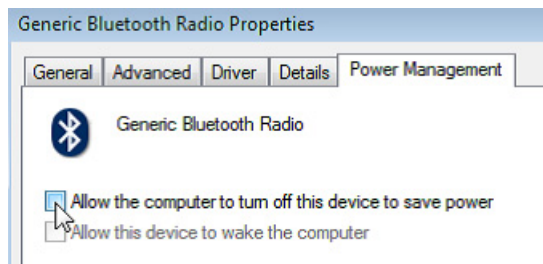 Generic Bluetooth Radio Properties
General Advanced Driver Details Power Management
Generic Bluetooth Radio
Allow the computer to turn off this device to save power
Allow this device to wake the computer